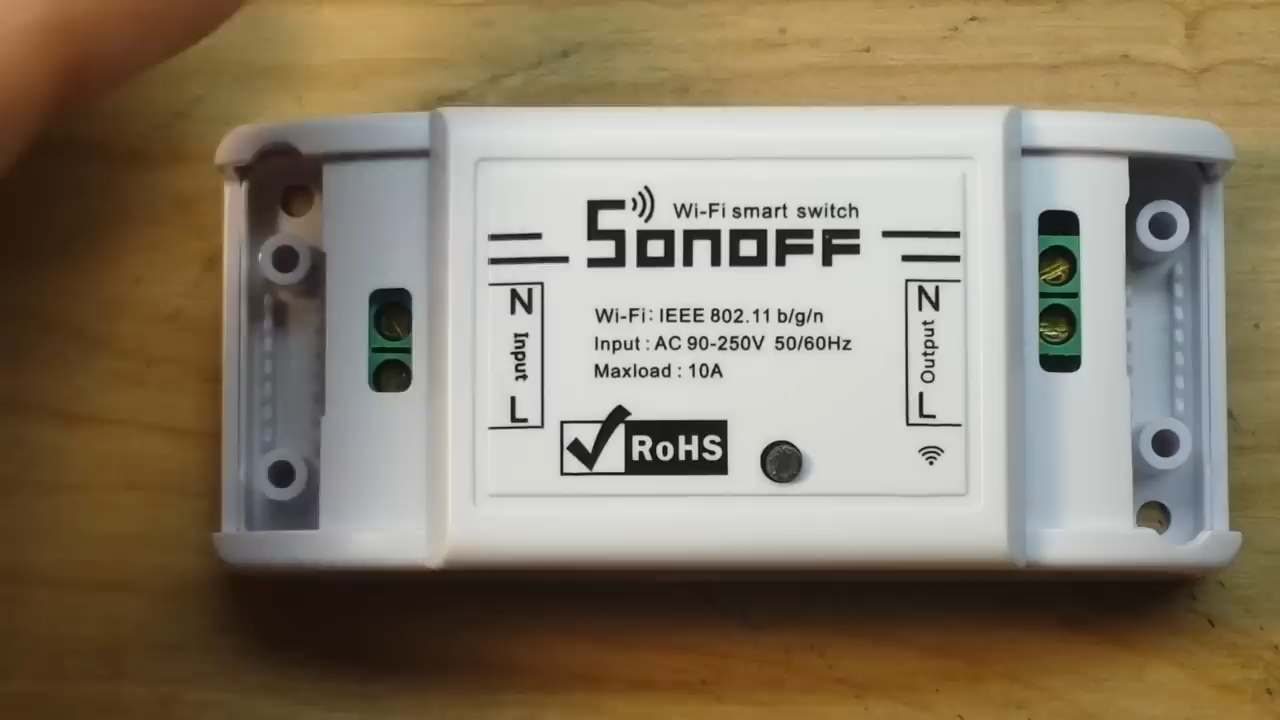 Wi-Fi smart switch
SONOFF
N Input L
Wi-Fi: IEEE 802.11 b/g/n
Input : AC 90-250V 50/60Hz
Maxload : 10A
N Output L
RoHS